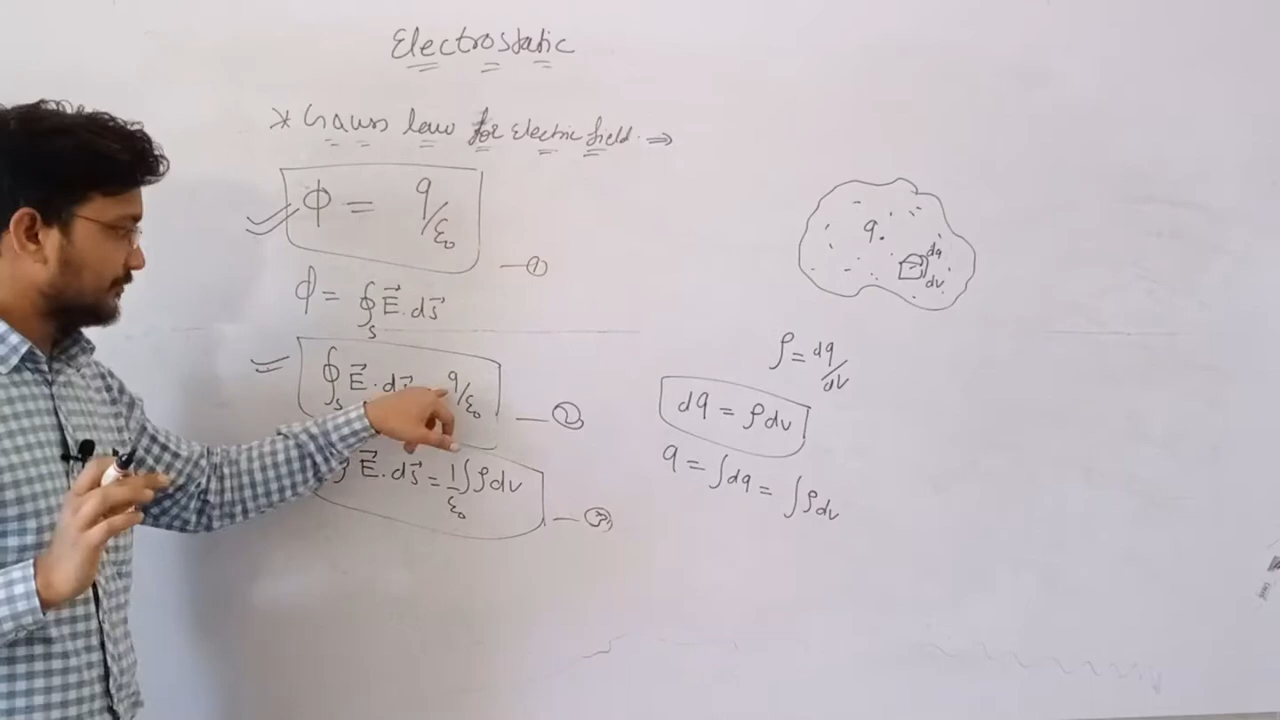 Electrostatic
* Gauss law for Electric field. ⇒
ϕ = q/ε₀
—①
ϕ = ∮ₛ E⃗. ds⃗
∮ₛ E⃗. ds⃗ = q/ε₀ —②
∮ E⃗. ds⃗ = 1/ε₀ ∫ρdv —③
q.
dq
dv
ρ = dq/dv
dq = ρdv
q = ∫dq = ∫ρdv